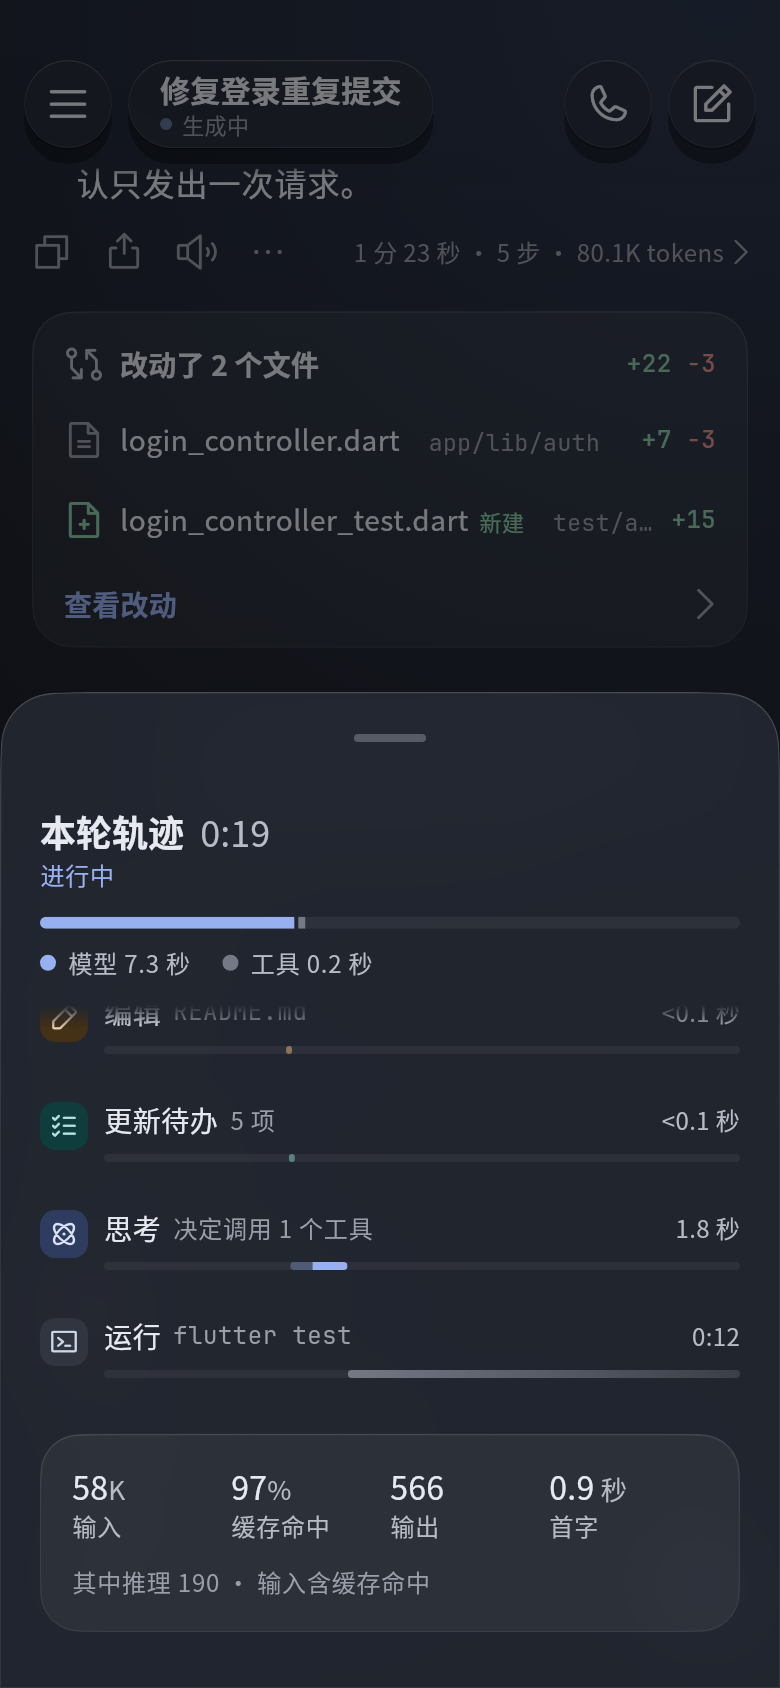 修复登录重复提交
生成中
认只发出一次请求。
1 分 23 秒 · 5 步 · 80.1K tokens
改动了 2 个文件 +22 -3
login_controller.dart app/lib/auth +7 -3
login_controller_test.dart 新建 test/a… +15
查看改动
本轮轨迹 0:19
进行中
模型 7.3 秒 工具 0.2 秒
编辑 README.md <0.1 秒
更新待办 5 项 <0.1 秒
思考 决定调用 1 个工具 1.8 秒
运行 flutter test 0:12
58K 97% 566 0.9 秒
输入 缓存命中 输出 首字
其中推理 190 · 输入含缓存命中